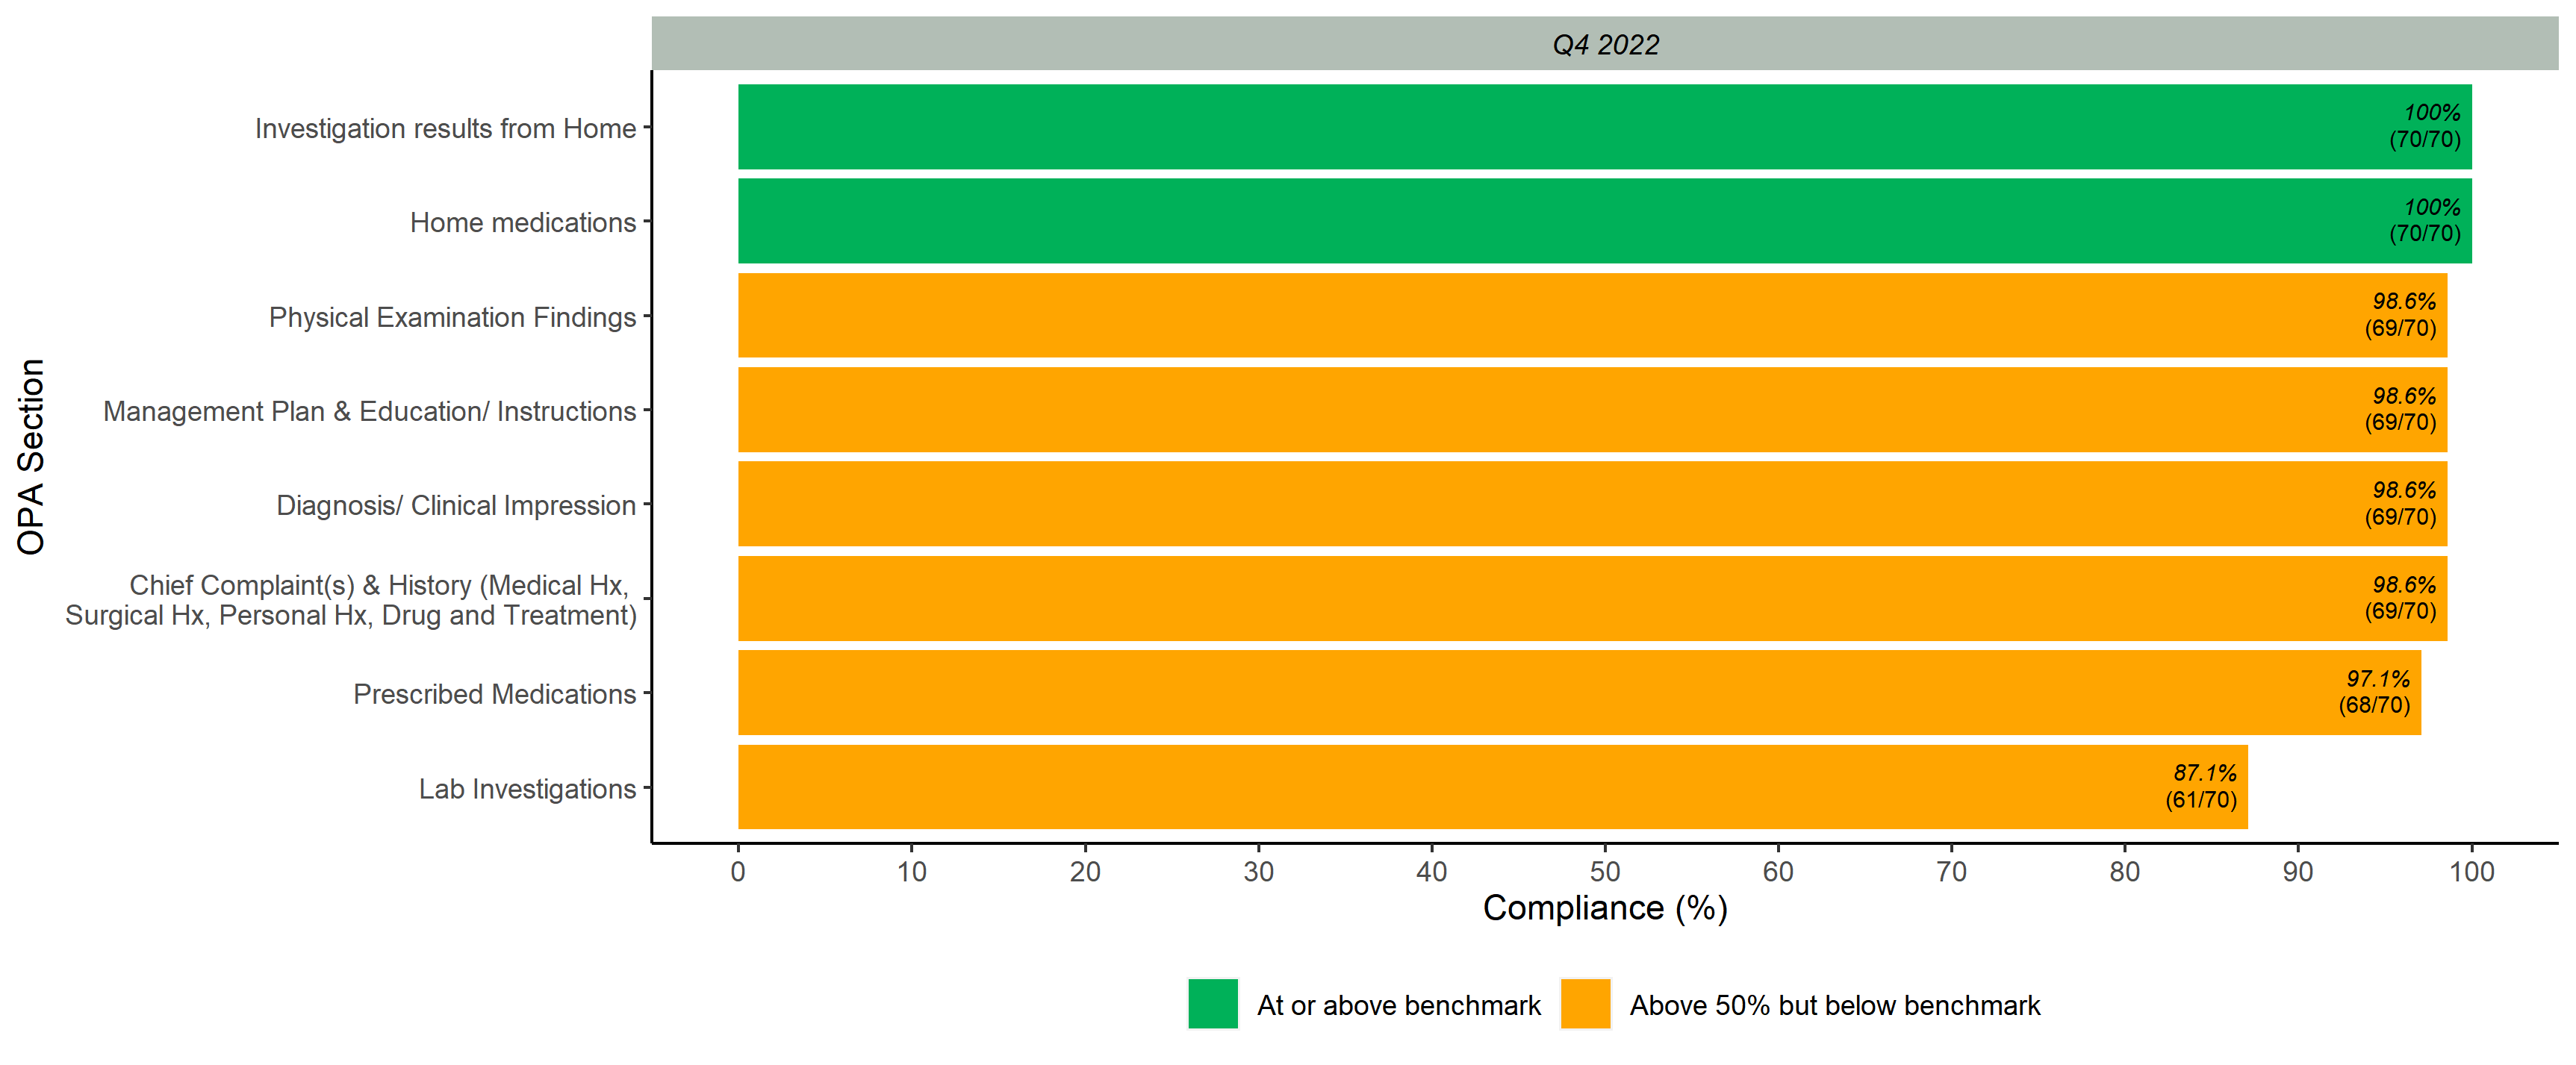 Q4 2022
OPA Section
Investigation results from Home
100%
(70/70)
Home medications
100%
(70/70)
Physical Examination Findings
98.6%
(69/70)
Management Plan & Education/ Instructions
98.6%
(69/70)
Diagnosis/ Clinical Impression
98.6%
(69/70)
Chief Complaint(s) & History (Medical Hx,
Surgical Hx, Personal Hx, Drug and Treatment)
98.6%
(69/70)
Prescribed Medications
97.1%
(68/70)
Lab Investigations
87.1%
(61/70)
0 10 20 30 40 50 60 70 80 90 100
Compliance (%)
At or above benchmark Above 50% but below benchmark